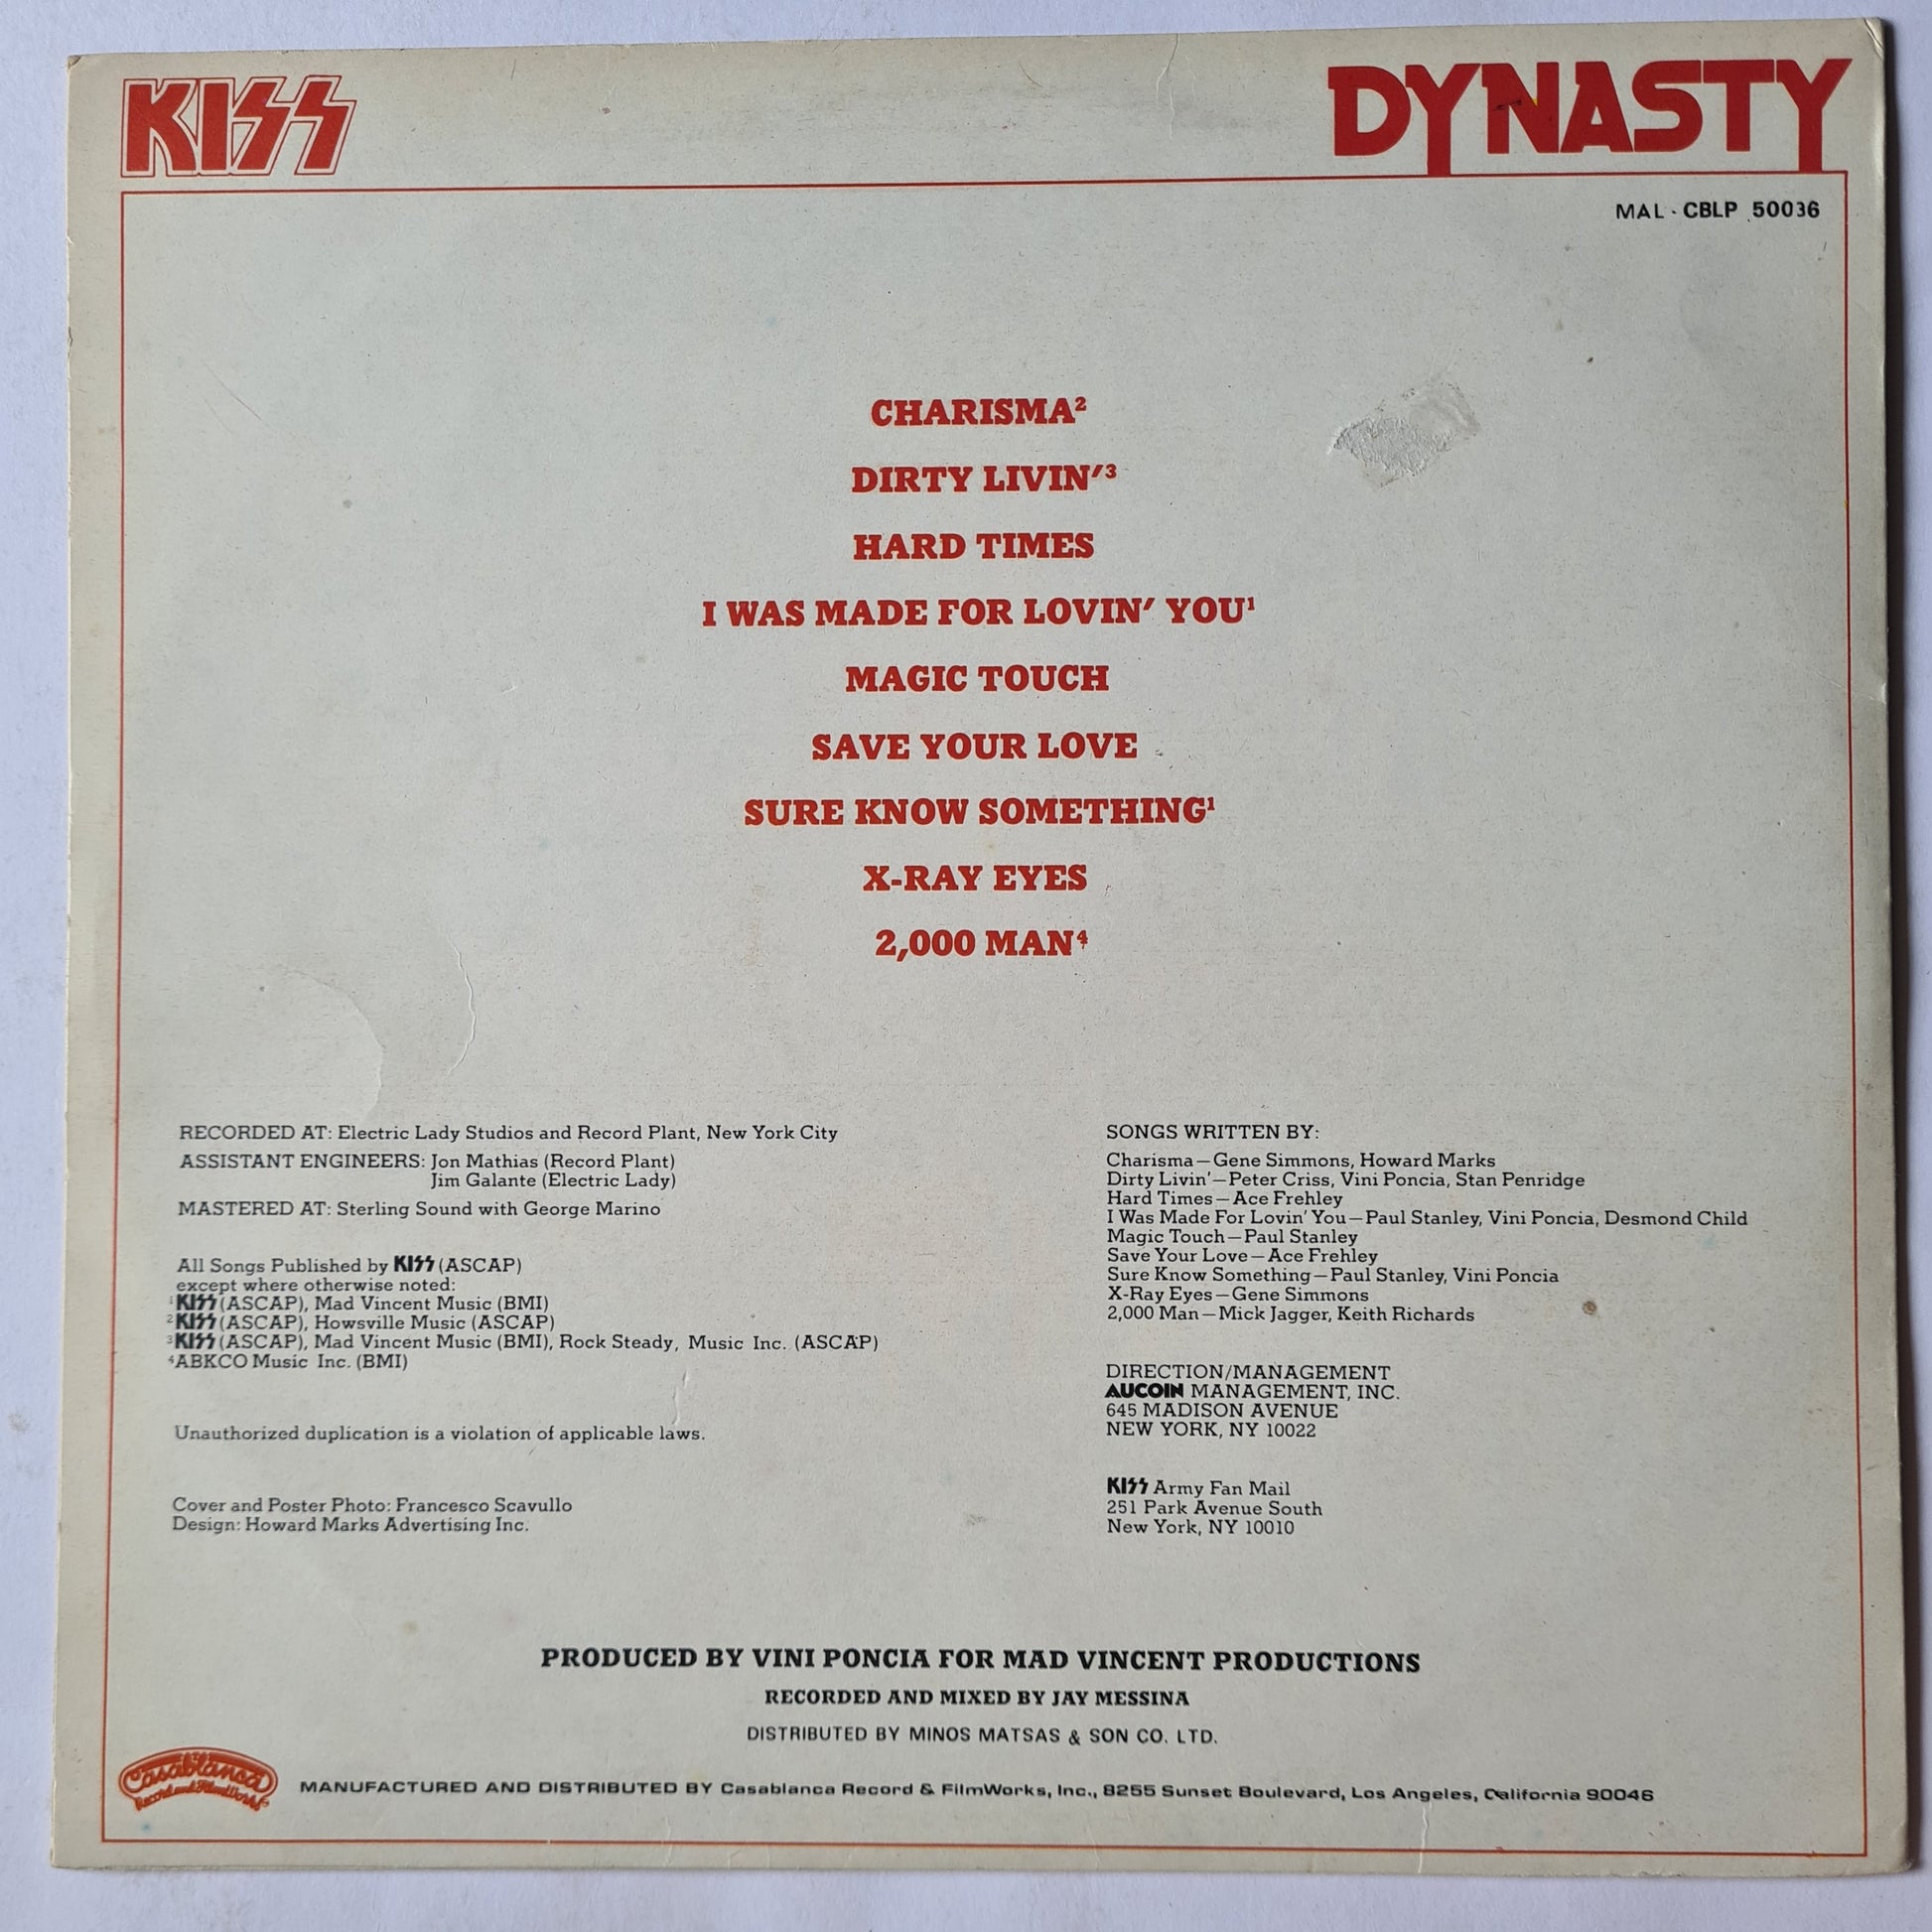 KISS
DYNASTY
MAL - CBLP 50036
CHARISMA²
DIRTY LIVIN'³
HARD TIMES
I WAS MADE FOR LOVIN' YOU¹
MAGIC TOUCH
SAVE YOUR LOVE
SURE KNOW SOMETHING¹
X-RAY EYES
2,000 MAN⁴
RECORDED AT: Electric Lady Studios and Record Plant, New York City
ASSISTANT ENGINEERS: Jon Mathias (Record Plant)
Jim Galante (Electric Lady)
MASTERED AT: Sterling Sound with George Marino
All Songs Published by KISS (ASCAP)
except where otherwise noted:
¹KISS (ASCAP), Mad Vincent Music (BMI)
²KISS (ASCAP), Howsville Music (ASCAP)
³KISS (ASCAP), Mad Vincent Music (BMI), Rock Steady, Music Inc. (ASCAP)
⁴ABKCO Music Inc. (BMI)
Unauthorized duplication is a violation of applicable laws.
Cover and Poster Photo: Francesco Scavullo
Design: Howard Marks Advertising Inc.
SONGS WRITTEN BY:
Charisma—Gene Simmons, Howard Marks
Dirty Livin'—Peter Criss, Vini Poncia, Stan Penridge
Hard Times—Ace Frehley
I Was Made For Lovin' You—Paul Stanley, Vini Poncia, Desmond Child
Magic Touch—Paul Stanley
Save Your Love—Ace Frehley
Sure Know Something—Paul Stanley, Vini Poncia
X-Ray Eyes—Gene Simmons
2,000 Man—Mick Jagger, Keith Richards
DIRECTION/MANAGEMENT
AUCOIN MANAGEMENT, INC.
645 MADISON AVENUE
NEW YORK, NY 10022
KISS Army Fan Mail
251 Park Avenue South
New York, NY 10010
PRODUCED BY VINI PONCIA FOR MAD VINCENT PRODUCTIONS
RECORDED AND MIXED BY JAY MESSINA
DISTRIBUTED BY MINOS MATSAS & SON CO. LTD.
Casablanca
Record and FilmWorks
MANUFACTURED AND DISTRIBUTED BY Casablanca Record & FilmWorks, Inc., 8255 Sunset Boulevard, Los Angeles, California 90046